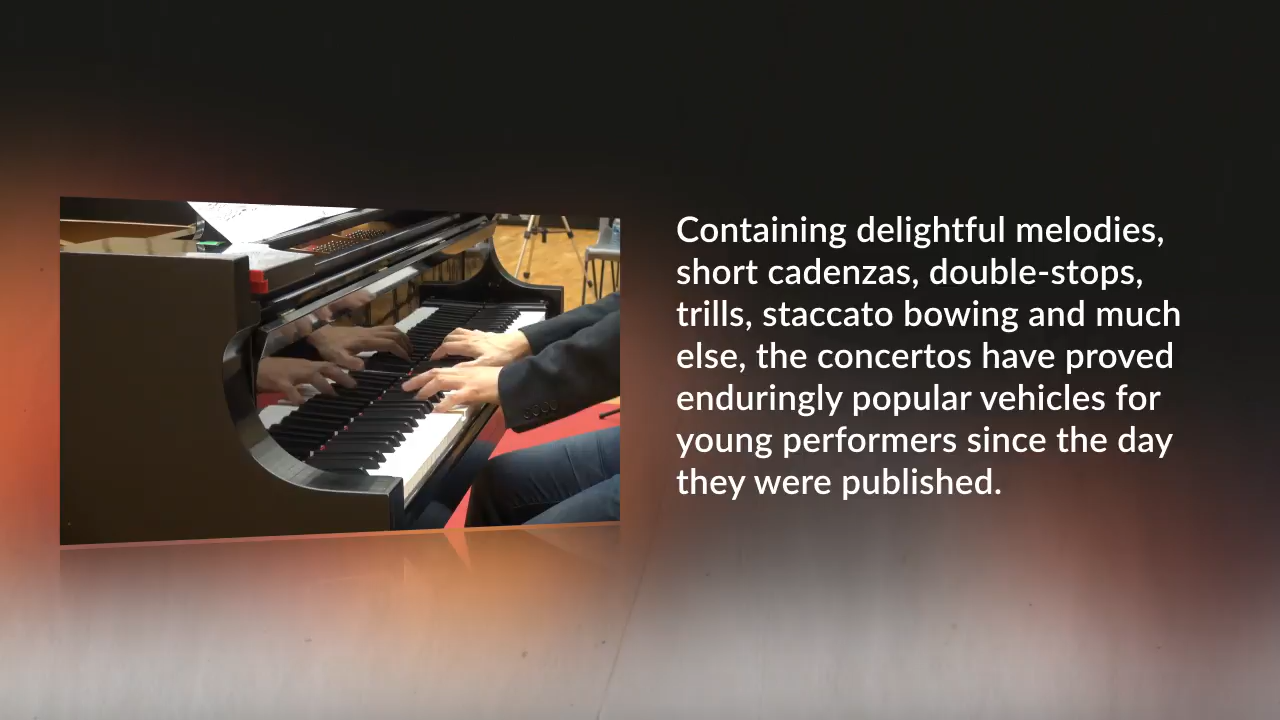 Containing delightful melodies,
short cadenzas, double-stops,
trills, staccato bowing and much
else, the concertos have proved
enduringly popular vehicles for
young performers since the day
they were published.